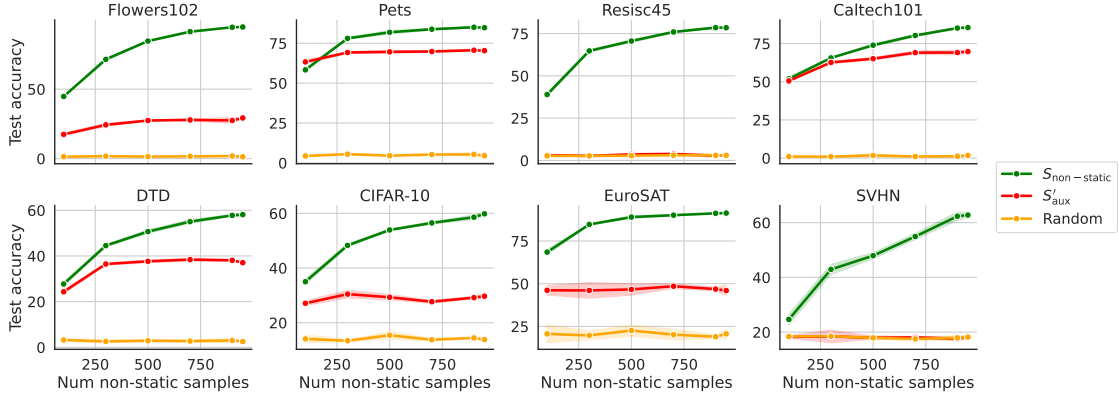 Flowers102
Pets
Resisc45
Caltech101
Test accuracy
50
0
75
50
25
0
75
50
25
0
75
50
25
0
S_non−static
S′_aux
Random
DTD
CIFAR-10
EuroSAT
SVHN
Test accuracy
60
40
20
0
60
40
20
75
50
25
60
40
20
250 500 750
250 500 750
250 500 750
250 500 750
Num non-static samples
Num non-static samples
Num non-static samples
Num non-static samples